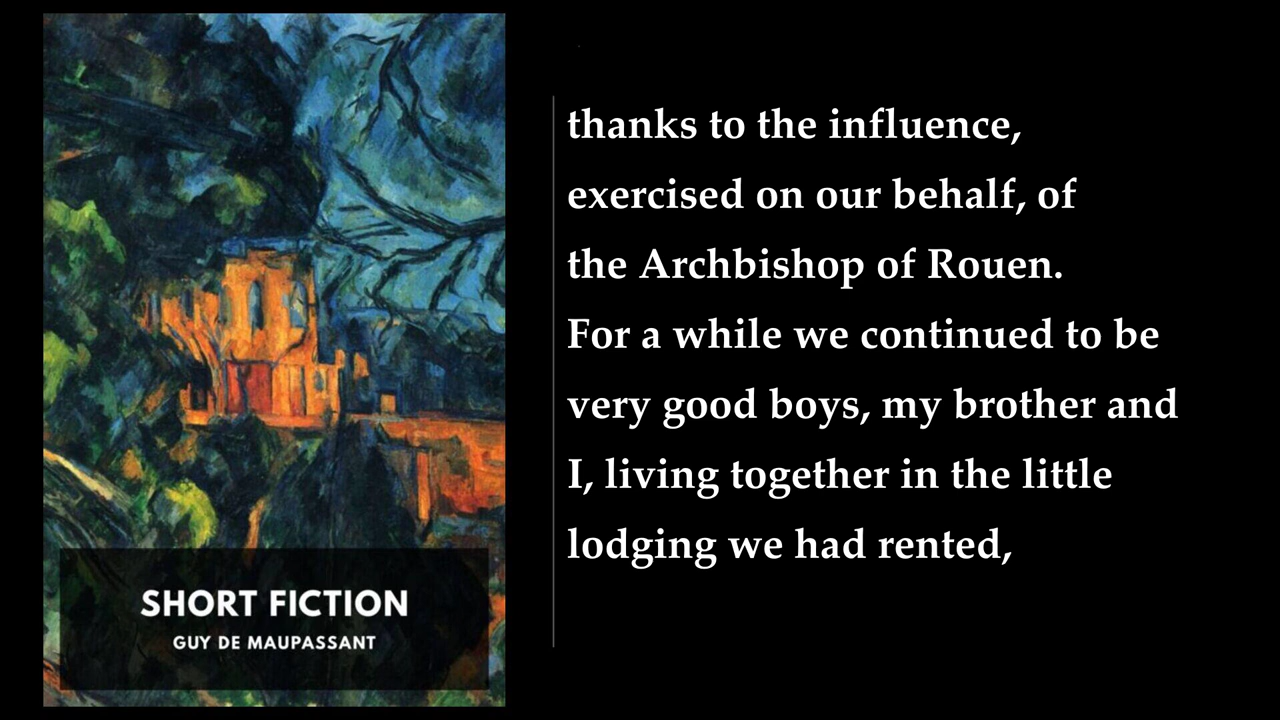 thanks to the influence,
exercised on our behalf, of
the Archbishop of Rouen.
For a while we continued to be
very good boys, my brother and
I, living together in the little
lodging we had rented,
SHORT FICTION
GUY DE MAUPASSANT